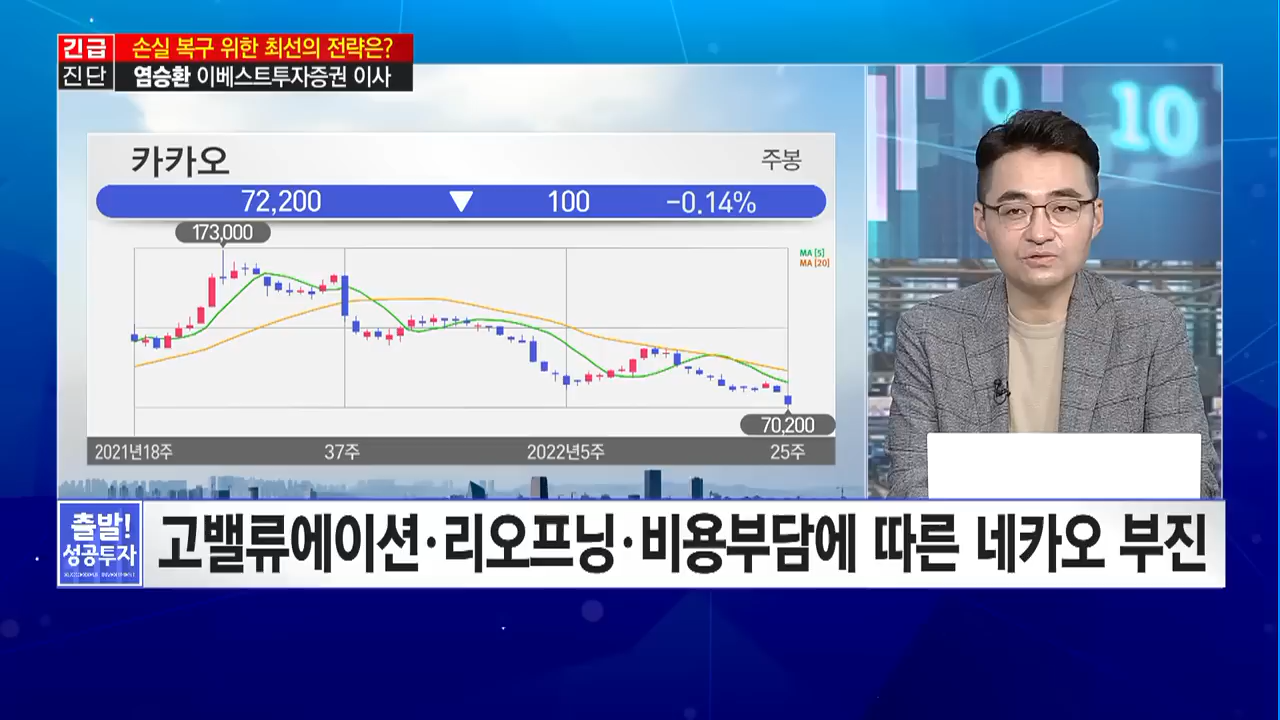 긴급
진단
손실 복구 위한 최선의 전략은?
염승환 이베스트투자증권 이사
카카오
주봉
72,200 ▼ 100 -0.14%
173,000
MA [5]
MA [20]
70,200
2021년18주 37주 2022년5주 25주
0 10
출발!
성공투자
고밸류에이션·리오프닝·비용부담에 따른 네카오 부진